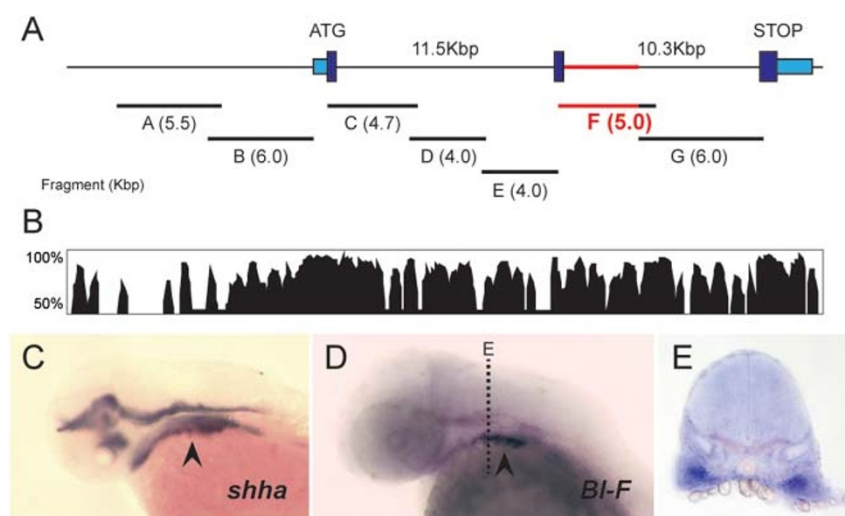 A
ATG
11.5Kbp
10.3Kbp
STOP
A (5.5)
C (4.7)
F (5.0)
B (6.0)
D (4.0)
G (6.0)
E (4.0)
Fragment (Kbp)
B
100%
50%
C
shha
D
E
Bl-F
E